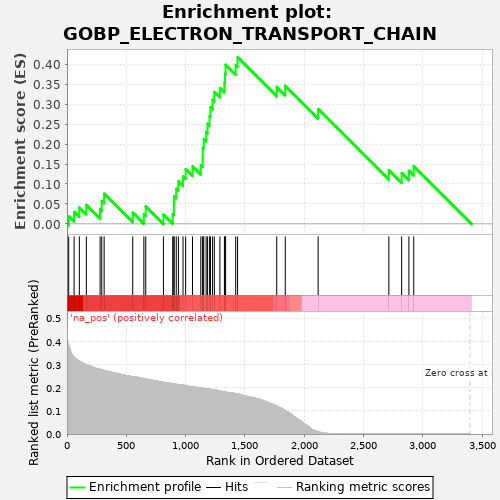 Enrichment plot:
GOBP_ELECTRON_TRANSPORT_CHAIN
Enrichment score (ES)
0.40
0.35
0.30
0.25
0.20
0.15
0.10
0.05
0.00
'na_pos' (positively correlated)
Ranked list metric (PreRanked)
0.5
0.4
0.3
0.2
0.1
0.0
Zero cross at
0 500 1,000 1,500 2,000 2,500 3,000 3,500
Rank in Ordered Dataset
Enrichment profile Hits Ranking metric scores